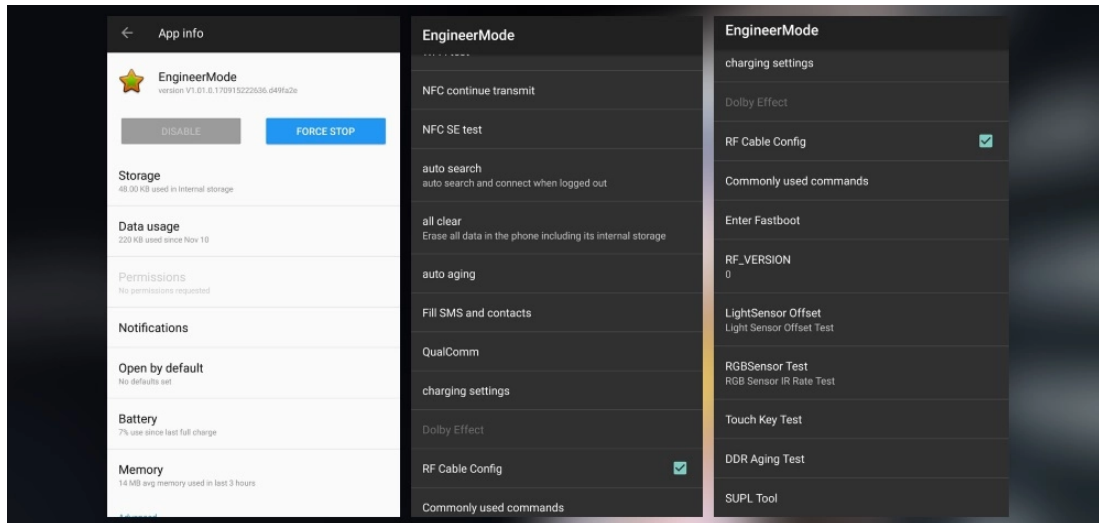 App info
EngineerMode
version V1.01.0.170915222636.d49fa2e
DISABLE
FORCE STOP
Storage
48.00 KB used in Internal storage
Data usage
220 KB used since Nov 10
Permissions
No permissions requested
Notifications
Open by default
No defaults set
Battery
7% use since last full charge
Memory
14 MB avg memory used in last 3 hours
EngineerMode
NFC continue transmit
NFC SE test
auto search
auto search and connect when logged out
all clear
Erase all data in the phone including its internal storage
auto aging
Fill SMS and contacts
QualComm
charging settings
Dolby Effect
RF Cable Config
Commonly used commands
EngineerMode
charging settings
Dolby Effect
RF Cable Config
Commonly used commands
Enter Fastboot
RF_VERSION
0
LightSensor Offset
Light Sensor Offset Test
RGBSensor Test
RGB Sensor IR Rate Test
Touch Key Test
DDR Aging Test
SUPL Tool